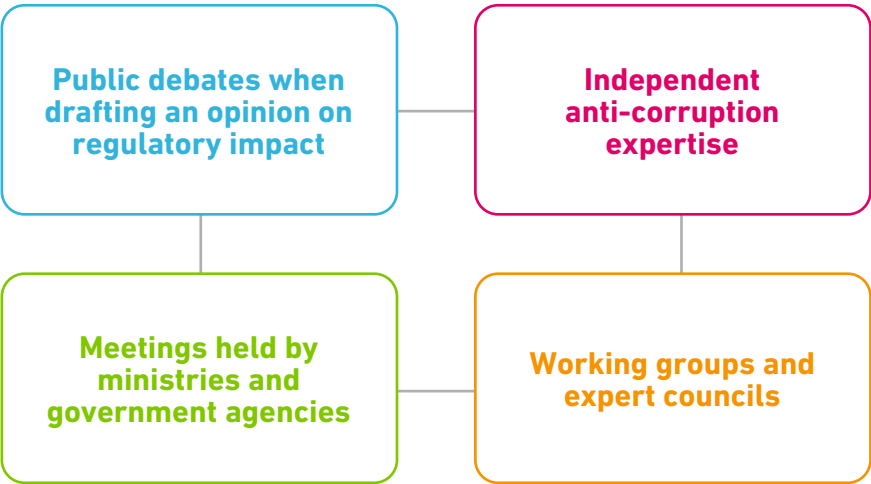 Public debates when
drafting an opinion on
regulatory impact
Independent
anti-corruption
expertise
Meetings held by
ministries and
government agencies
Working groups and
expert councils